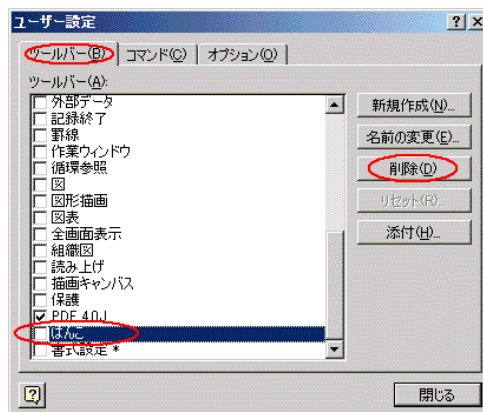 ユーザー設定
ツールバー(B)
コマンド(C)
オプション(O)
ツールバー(A):
外部データ
記録終了
罫線
作業ウィンドウ
循環参照
図
図形描画
図表
全画面表示
組織図
読み上げ
描画キャンバス
保護
PDF 4.0J
はんこ
書式設定 *
新規作成(N)...
名前の変更(E)...
削除(D)
リセット(R)...
添付(H)...
閉じる